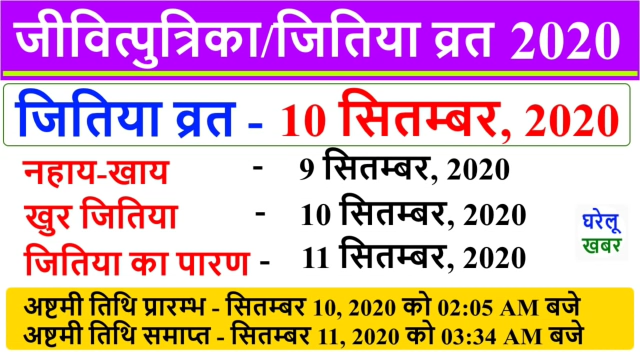 जीवित्पुत्रिका/जितिया व्रत 2020
जितिया व्रत - 10 सितम्बर, 2020
नहाय-खाय - 9 सितम्बर, 2020
खुर जितिया - 10 सितम्बर, 2020
जितिया का पारण - 11 सितम्बर, 2020
घरेलू
खबर
अष्टमी तिथि प्रारम्भ - सितम्बर 10, 2020 को 02:05 AM बजे
अष्टमी तिथि समाप्त - सितम्बर 11, 2020 को 03:34 AM बजे